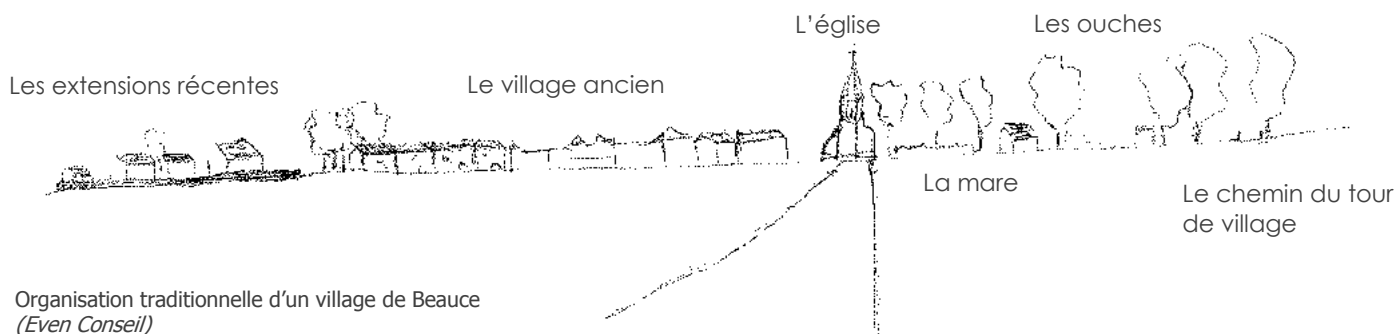 L’église
Les ouches
Les extensions récentes
Le village ancien
La mare
Le chemin du tour
de village
Organisation traditionnelle d’un village de Beauce
(Even Conseil)